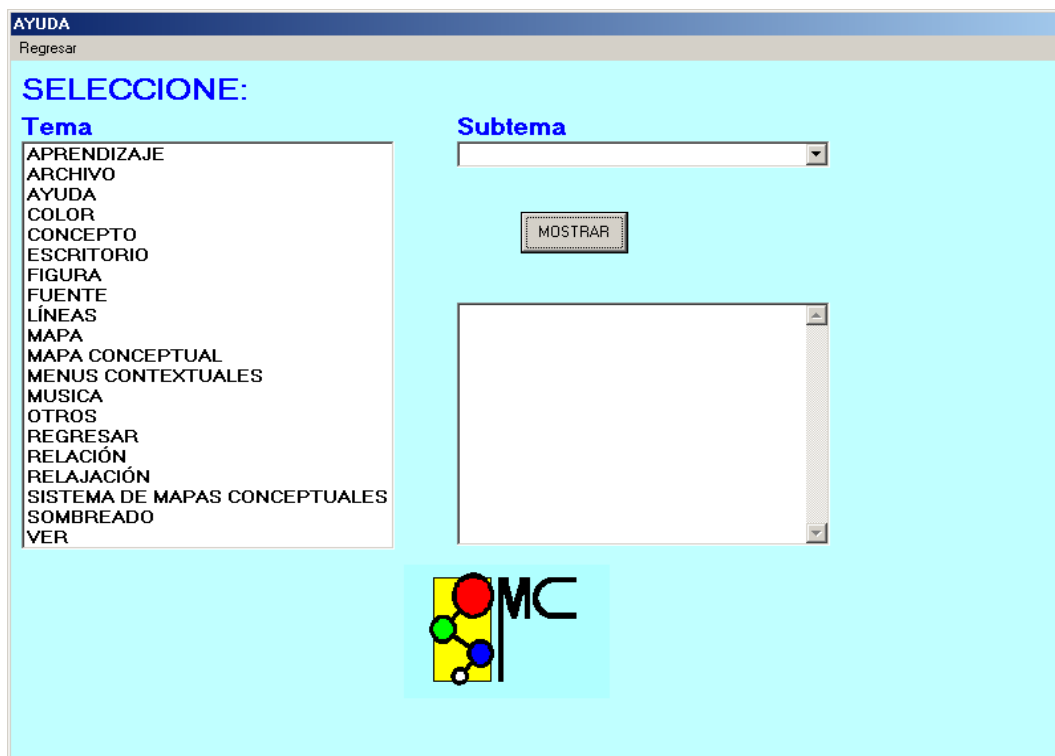 AYUDA
Regresar
SELECCIONE:
Tema
APRENDIZAJE
ARCHIVO
AYUDA
COLOR
CONCEPTO
ESCRITORIO
FIGURA
FUENTE
LÍNEAS
MAPA
MAPA CONCEPTUAL
MENUS CONTEXTUALES
MUSICA
OTROS
REGRESAR
RELACIÓN
RELAJACIÓN
SISTEMA DE MAPAS CONCEPTUALES
SOMBREADO
VER
Subtema
MOSTRAR
MC